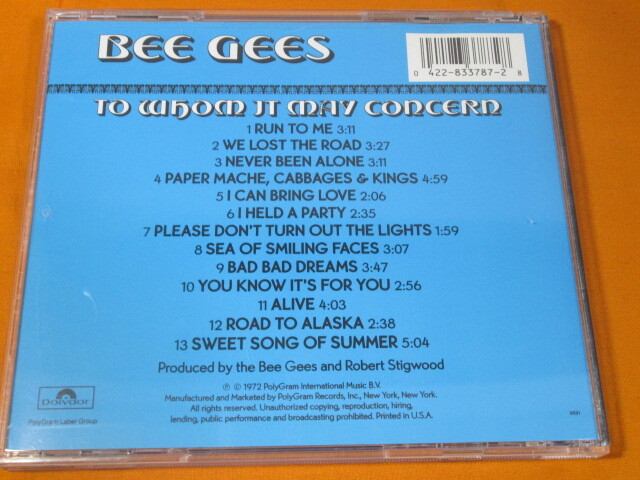 BEE GEES
0 422-833787-2 8
TO WHOM IT MAY CONCERN
1 RUN TO ME 3:11
2 WE LOST THE ROAD 3:27
3 NEVER BEEN ALONE 3:11
4 PAPER MACHE, CABBAGES & KINGS 4:59
5 I CAN BRING LOVE 2:06
6 I HELD A PARTY 2:35
7 PLEASE DON'T TURN OUT THE LIGHTS 1:59
8 SEA OF SMILING FACES 3:07
9 BAD BAD DREAMS 3:47
10 YOU KNOW IT'S FOR YOU 2:56
11 ALIVE 4:03
12 ROAD TO ALASKA 2:38
13 SWEET SONG OF SUMMER 5:04
Produced by the Bee Gees and Robert Stigwood
℗ © 1972 PolyGram International Music B.V.
Manufactured and Marketed by PolyGram Records, Inc., New York, New York.
All rights reserved. Unauthorized copying, reproduction, hiring,
lending, public performance and broadcasting prohibited. Printed in U.S.A.
Polydor
PolyGram Label Group